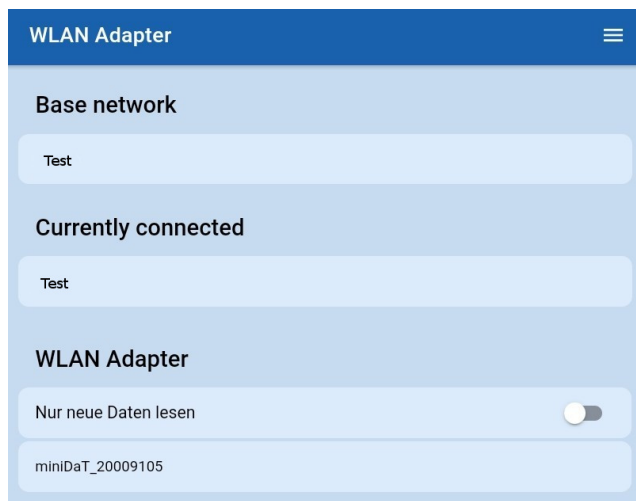 WLAN Adapter
Base network
Test
Currently connected
Test
WLAN Adapter
Nur neue Daten lesen
miniDaT_20009105